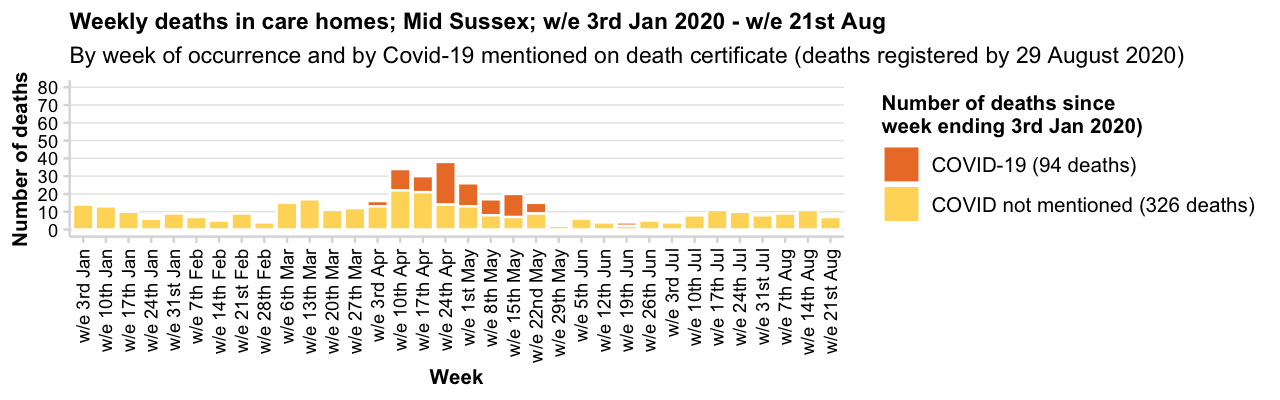 Weekly deaths in care homes; Mid Sussex; w/e 3rd Jan 2020 - w/e 21st Aug
By week of occurrence and by Covid-19 mentioned on death certificate (deaths registered by 29 August 2020)
Number of deaths
80
70
60
50
40
30
20
10
0
w/e 3rd Jan
w/e 10th Jan
w/e 17th Jan
w/e 24th Jan
w/e 31st Jan
w/e 7th Feb
w/e 14th Feb
w/e 21st Feb
w/e 28th Feb
w/e 6th Mar
w/e 13th Mar
w/e 20th Mar
w/e 27th Mar
w/e 3rd Apr
w/e 10th Apr
w/e 17th Apr
w/e 24th Apr
w/e 1st May
w/e 8th May
w/e 15th May
w/e 22nd May
w/e 29th May
w/e 5th Jun
w/e 12th Jun
w/e 19th Jun
w/e 26th Jun
w/e 3rd Jul
w/e 10th Jul
w/e 17th Jul
w/e 24th Jul
w/e 31st Jul
w/e 7th Aug
w/e 14th Aug
w/e 21st Aug
Week
Number of deaths since
week ending 3rd Jan 2020)
COVID-19 (94 deaths)
COVID not mentioned (326 deaths)